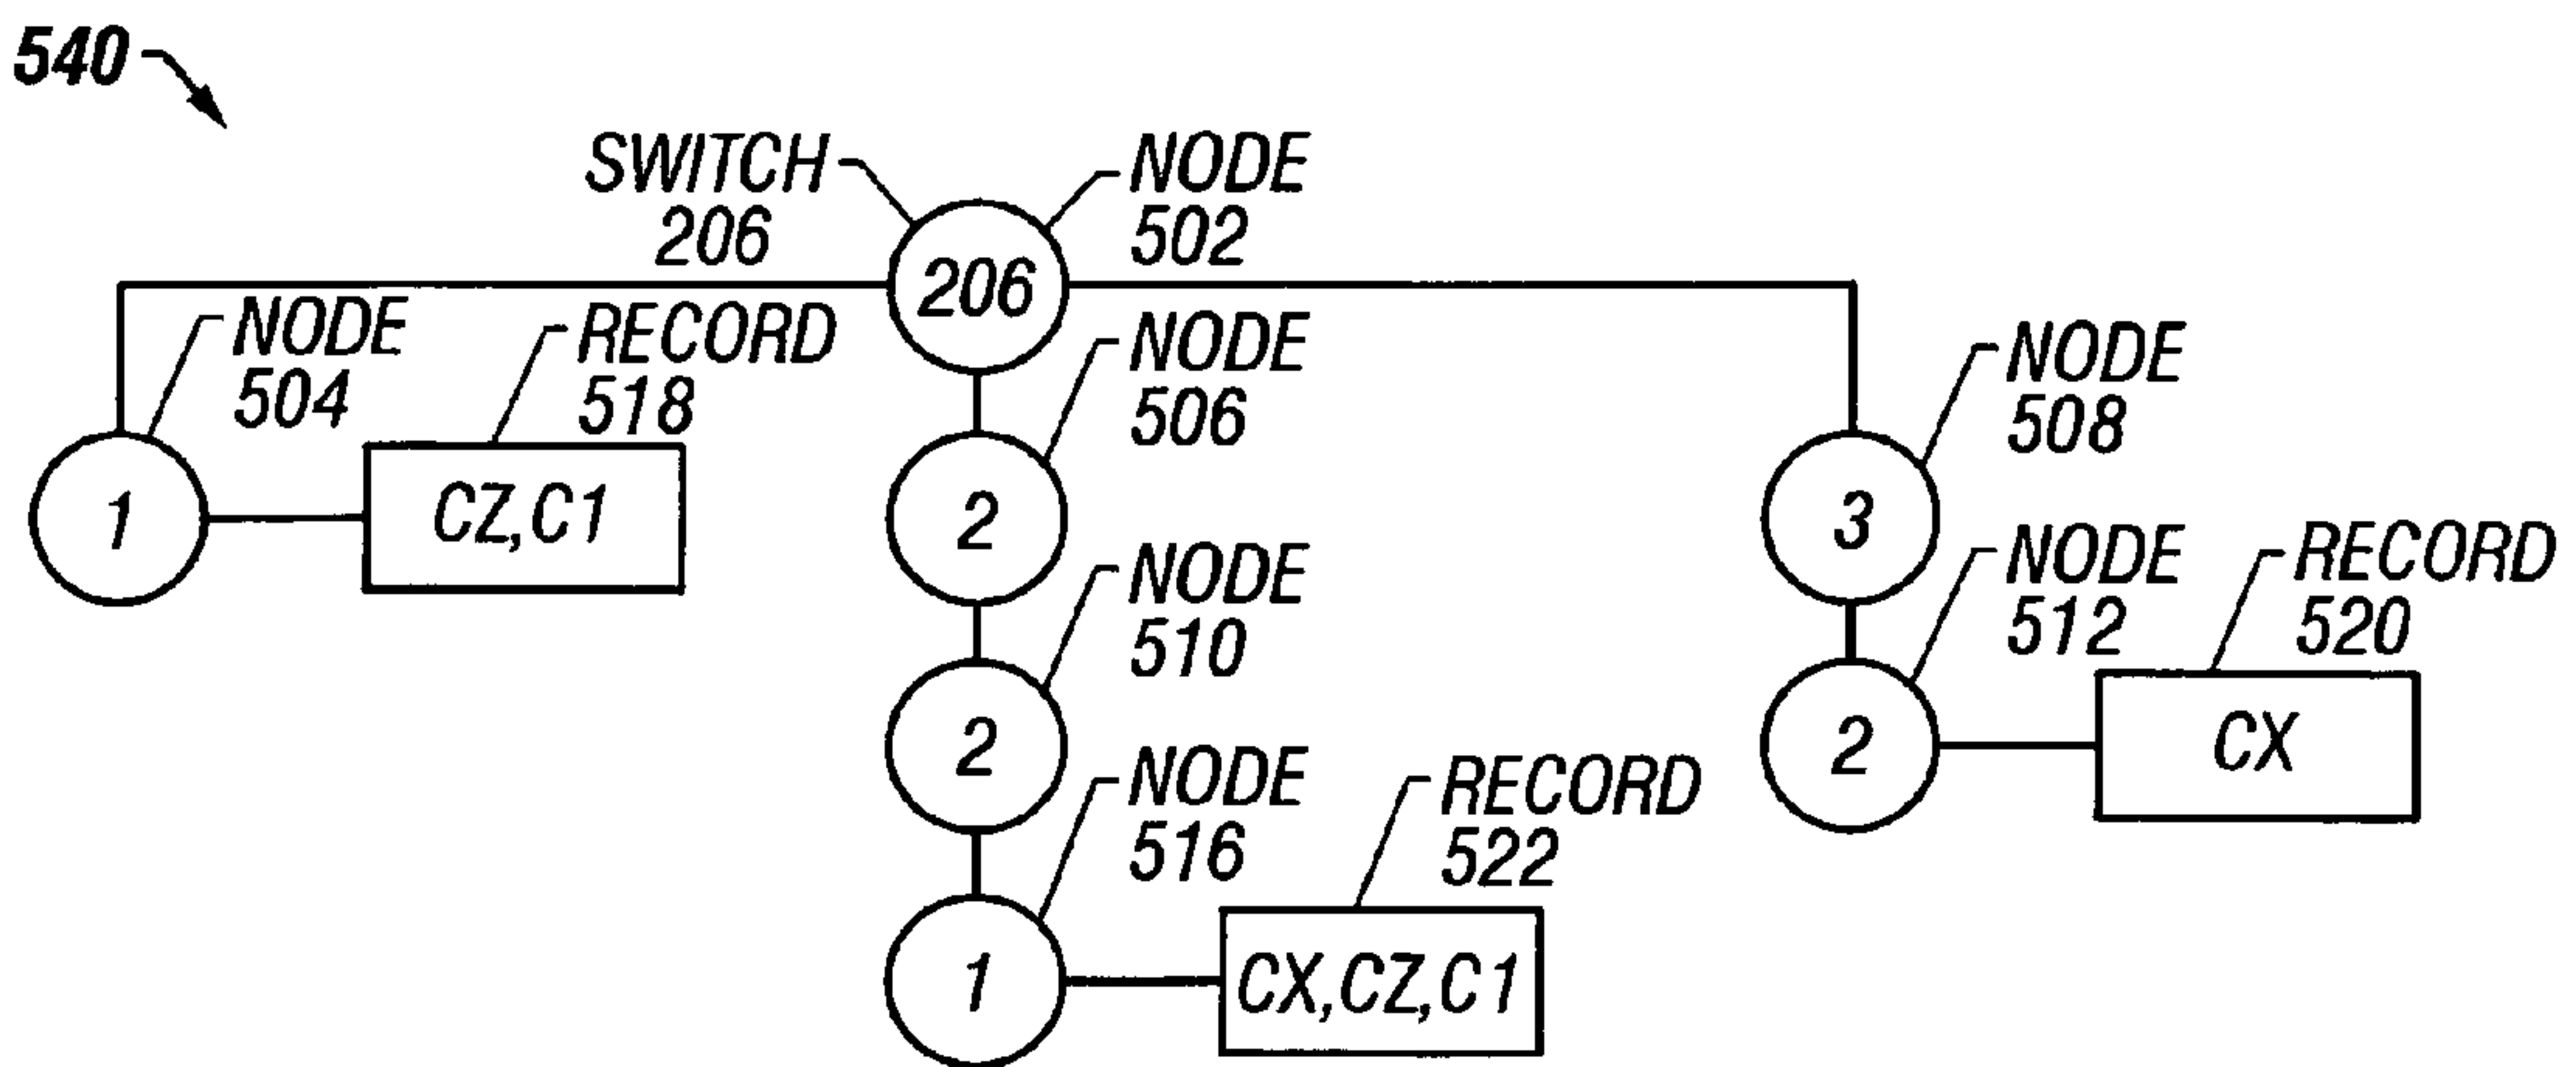 540
SWITCH
206
NODE
502
206
NODE
504
RECORD
518
NODE
506
NODE
508
1
CZ,C1
2
3
NODE
510
NODE
512
RECORD
520
2
2
CX
NODE
516
RECORD
522
1
CX,CZ,C1